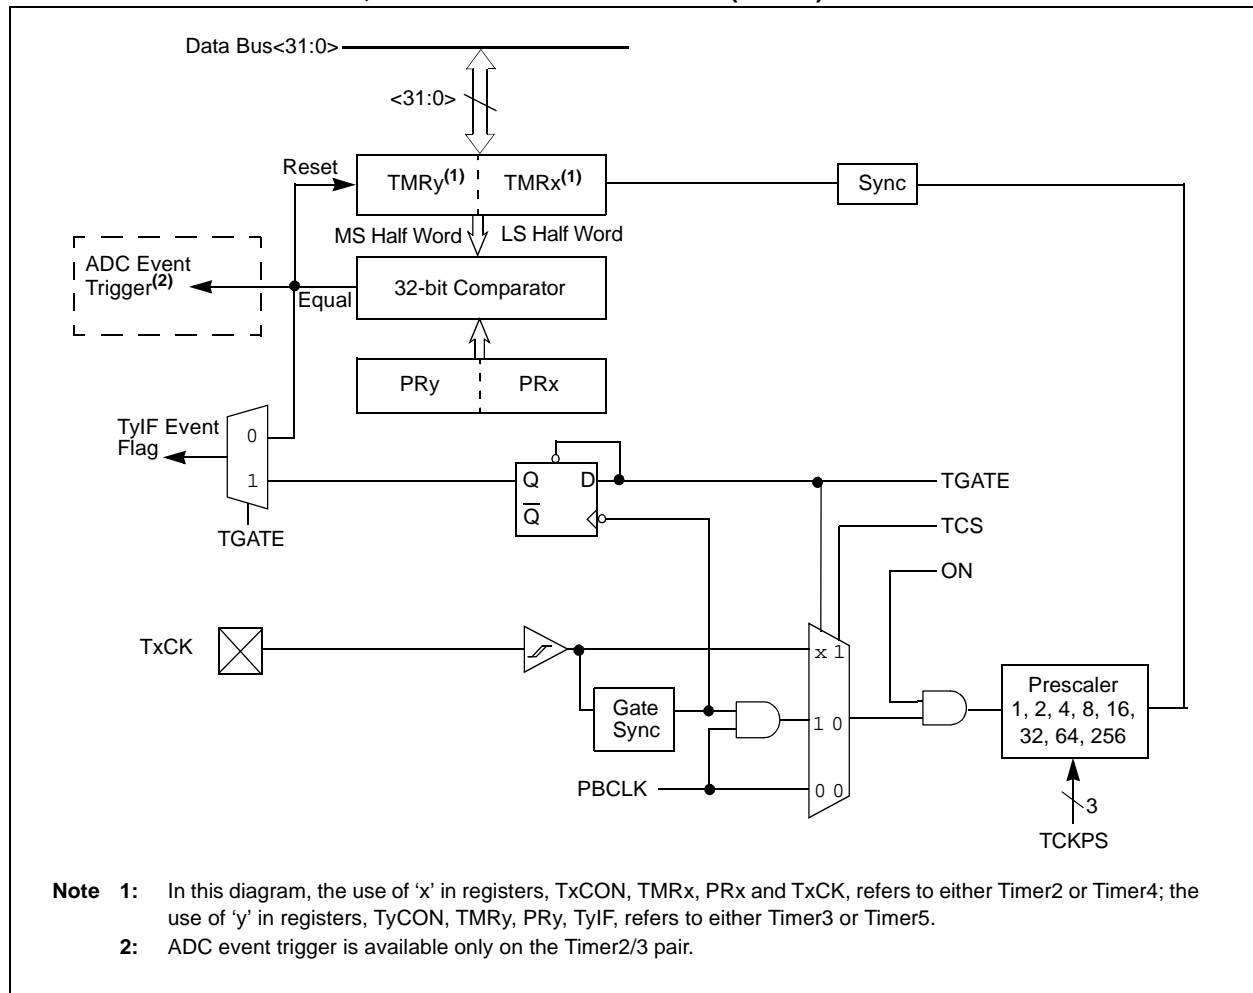 Data Bus<31:0>
<31:0>
Reset
TMRy(1)
TMRx(1)
Sync
MS Half Word
LS Half Word
ADC Event
Trigger(2)
Equal
32-bit Comparator
PRy
PRx
TyIF Event
Flag
0
1
TGATE
Q
D
Q
TGATE
TCS
ON
TxCK
x 1
Gate
Sync
1 0
Prescaler
1, 2, 4, 8, 16,
32, 64, 256
PBCLK
0 0
3
TCKPS
Note 1: In this diagram, the use of ‘x’ in registers, TxCON, TMRx, PRx and TxCK, refers to either Timer2 or Timer4; the
use of ‘y’ in registers, TyCON, TMRy, PRy, TyIF, refers to either Timer3 or Timer5.
2: ADC event trigger is available only on the Timer2/3 pair.